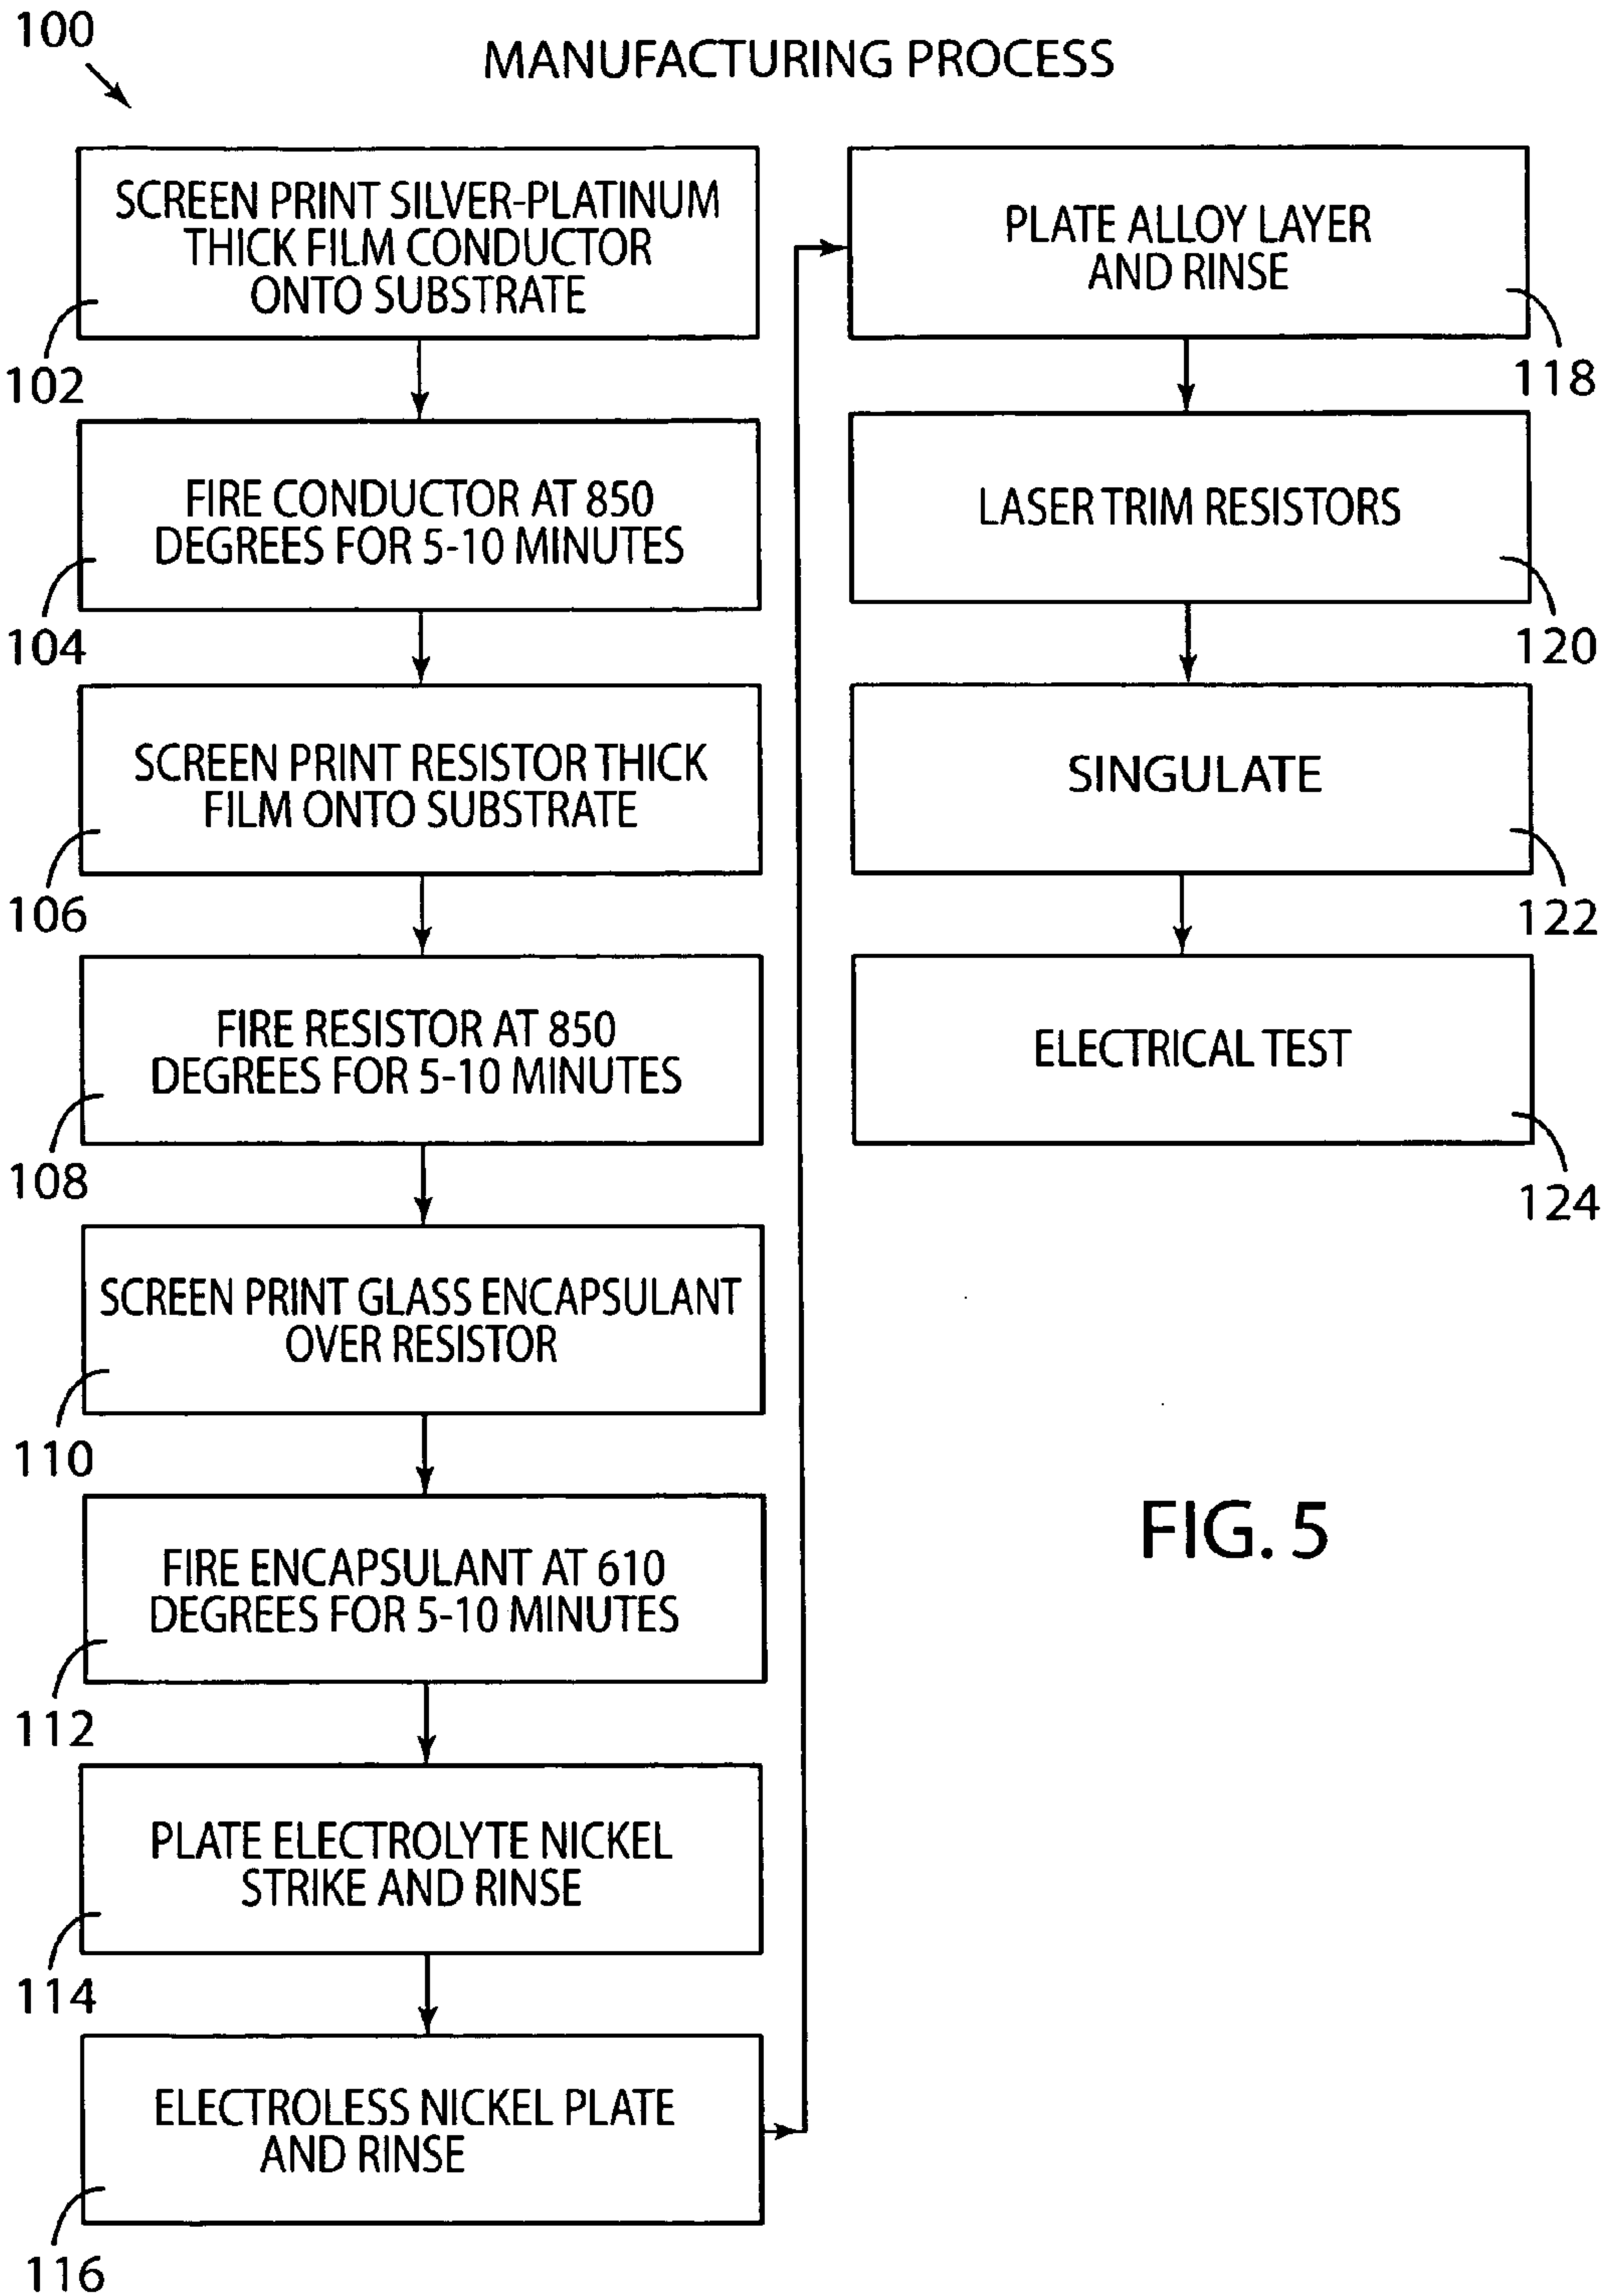 100
MANUFACTURING PROCESS
SCREEN PRINT SILVER-PLATINUM
THICK FILM CONDUCTOR
ONTO SUBSTRATE
102
FIRE CONDUCTOR AT 850
DEGREES FOR 5-10 MINUTES
104
SCREEN PRINT RESISTOR THICK
FILM ONTO SUBSTRATE
106
FIRE RESISTOR AT 850
DEGREES FOR 5-10 MINUTES
108
SCREEN PRINT GLASS ENCAPSULANT
OVER RESISTOR
110
FIRE ENCAPSULANT AT 610
DEGREES FOR 5-10 MINUTES
112
PLATE ELECTROLYTE NICKEL
STRIKE AND RINSE
114
ELECTROLESS NICKEL PLATE
AND RINSE
116
PLATE ALLOY LAYER
AND RINSE
118
LASER TRIM RESISTORS
120
SINGULATE
122
ELECTRICAL TEST
124
FIG. 5